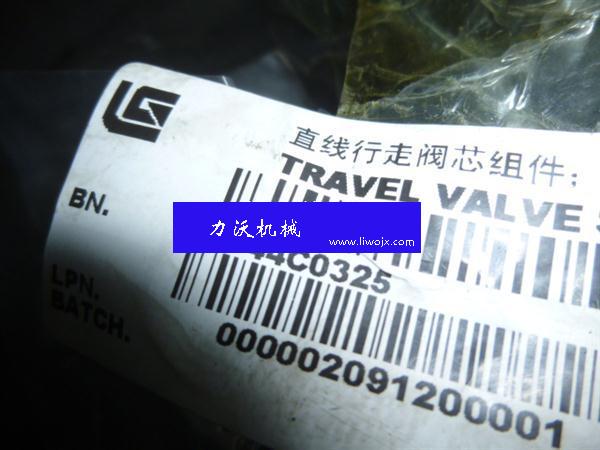 直线行走阀芯组件;
TRAVEL VALVE
BN.
力沃机械
www.liwojx.com
44C0325
LPN.
BATCH.
000002091200001